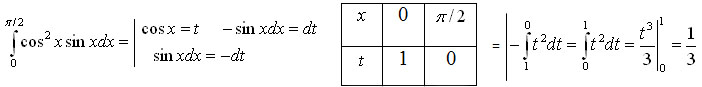 ∫₀^{π/2} cos² x sin x dx = | cos x = t   − sin x dx = dt
sin x dx = −dt
x 0 π/2
t 1 0
= | −∫₁⁰ t² dt = ∫₀¹ t² dt = t³/3 |₀¹ = 1/3